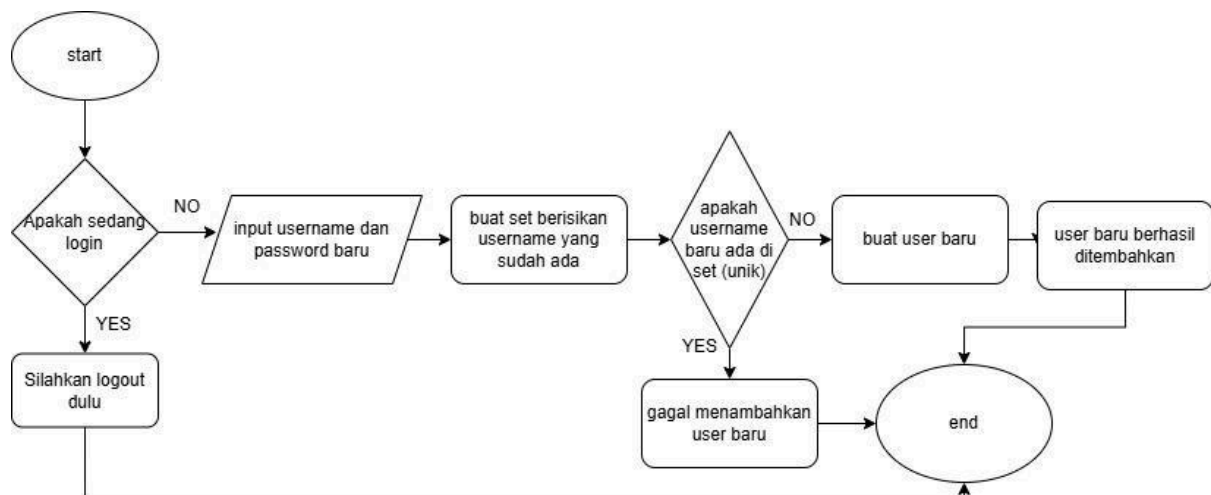 start
Apakah sedang
login
NO
YES
Silahkan logout
dulu
input username dan
password baru
buat set berisikan
username yang
sudah ada
apakah
username
baru ada di
set (unik)
NO
YES
buat user baru
user baru berhasil
ditembahkan
gagal menambahkan
user baru
end